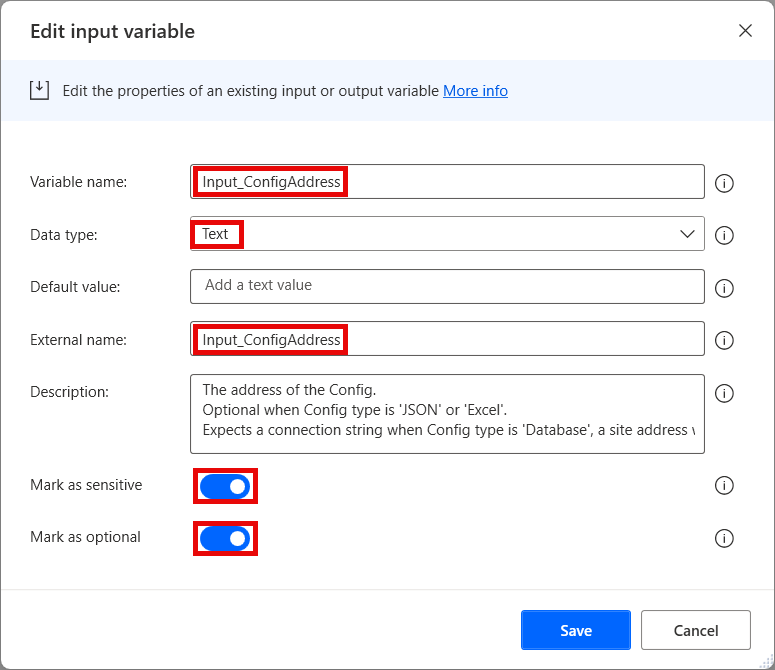 Edit input variable
Edit the properties of an existing input or output variable More info
Variable name: Input_ConfigAddress
Data type: Text
Default value: Add a text value
External name: Input_ConfigAddress
Description: The address of the Config.
Optional when Config type is 'JSON' or 'Excel'.
Expects a connection string when Config type is 'Database', a site address
Mark as sensitive
Mark as optional
Save Cancel